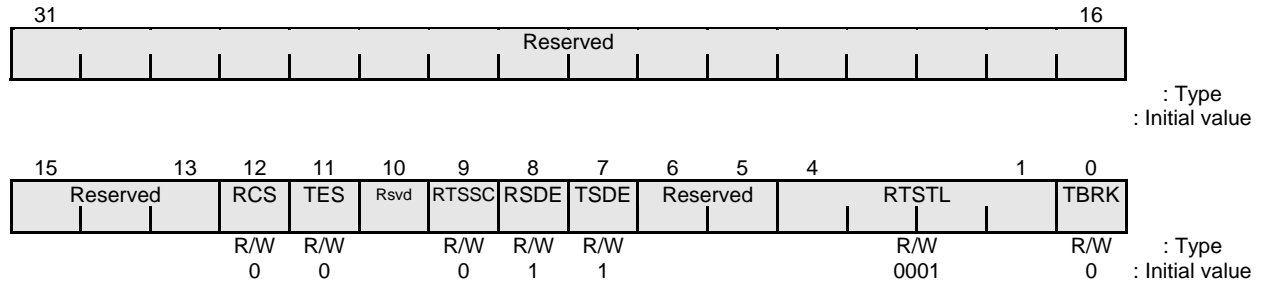 31 16
Reserved
: Type
: Initial value
15 13 12 11 10 9 8 7 6 5 4 1 0
Reserved RCS TES Rsvd RTSSC RSDE TSDE Reserved RTSTL TBRK
R/W R/W R/W R/W R/W R/W R/W : Type
0 0 0 1 1 0001 0 : Initial value